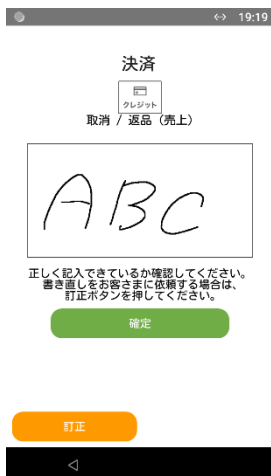 19:19
決済
クレジット
取消 / 返品（売上）
ABC
正しく記入できているか確認してください。
書き直しをお客さまに依頼する場合は、
訂正ボタンを押してください。
確定
訂正